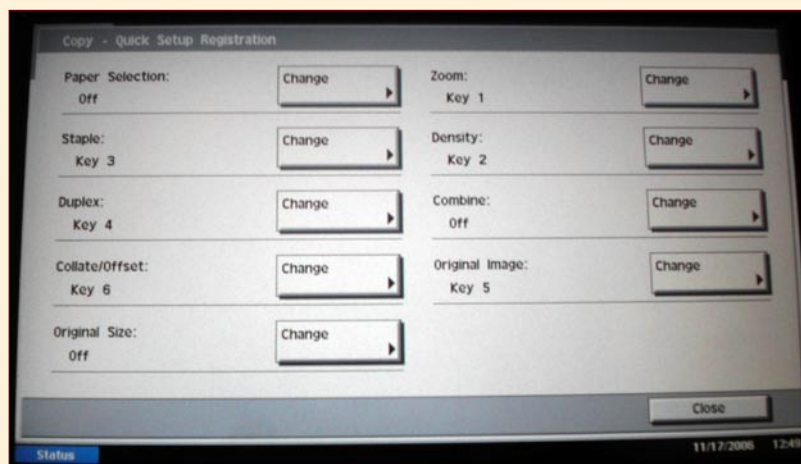 Copy - Quick Setup Registration
Paper Selection:
Off
Change
Zoom:
Key 1
Change
Staple:
Key 3
Change
Density:
Key 2
Change
Duplex:
Key 4
Change
Combine:
Off
Change
Collate/Offset:
Key 6
Change
Original Image:
Key 5
Change
Original Size:
Off
Change
Close
Status
11/17/2006 12:49